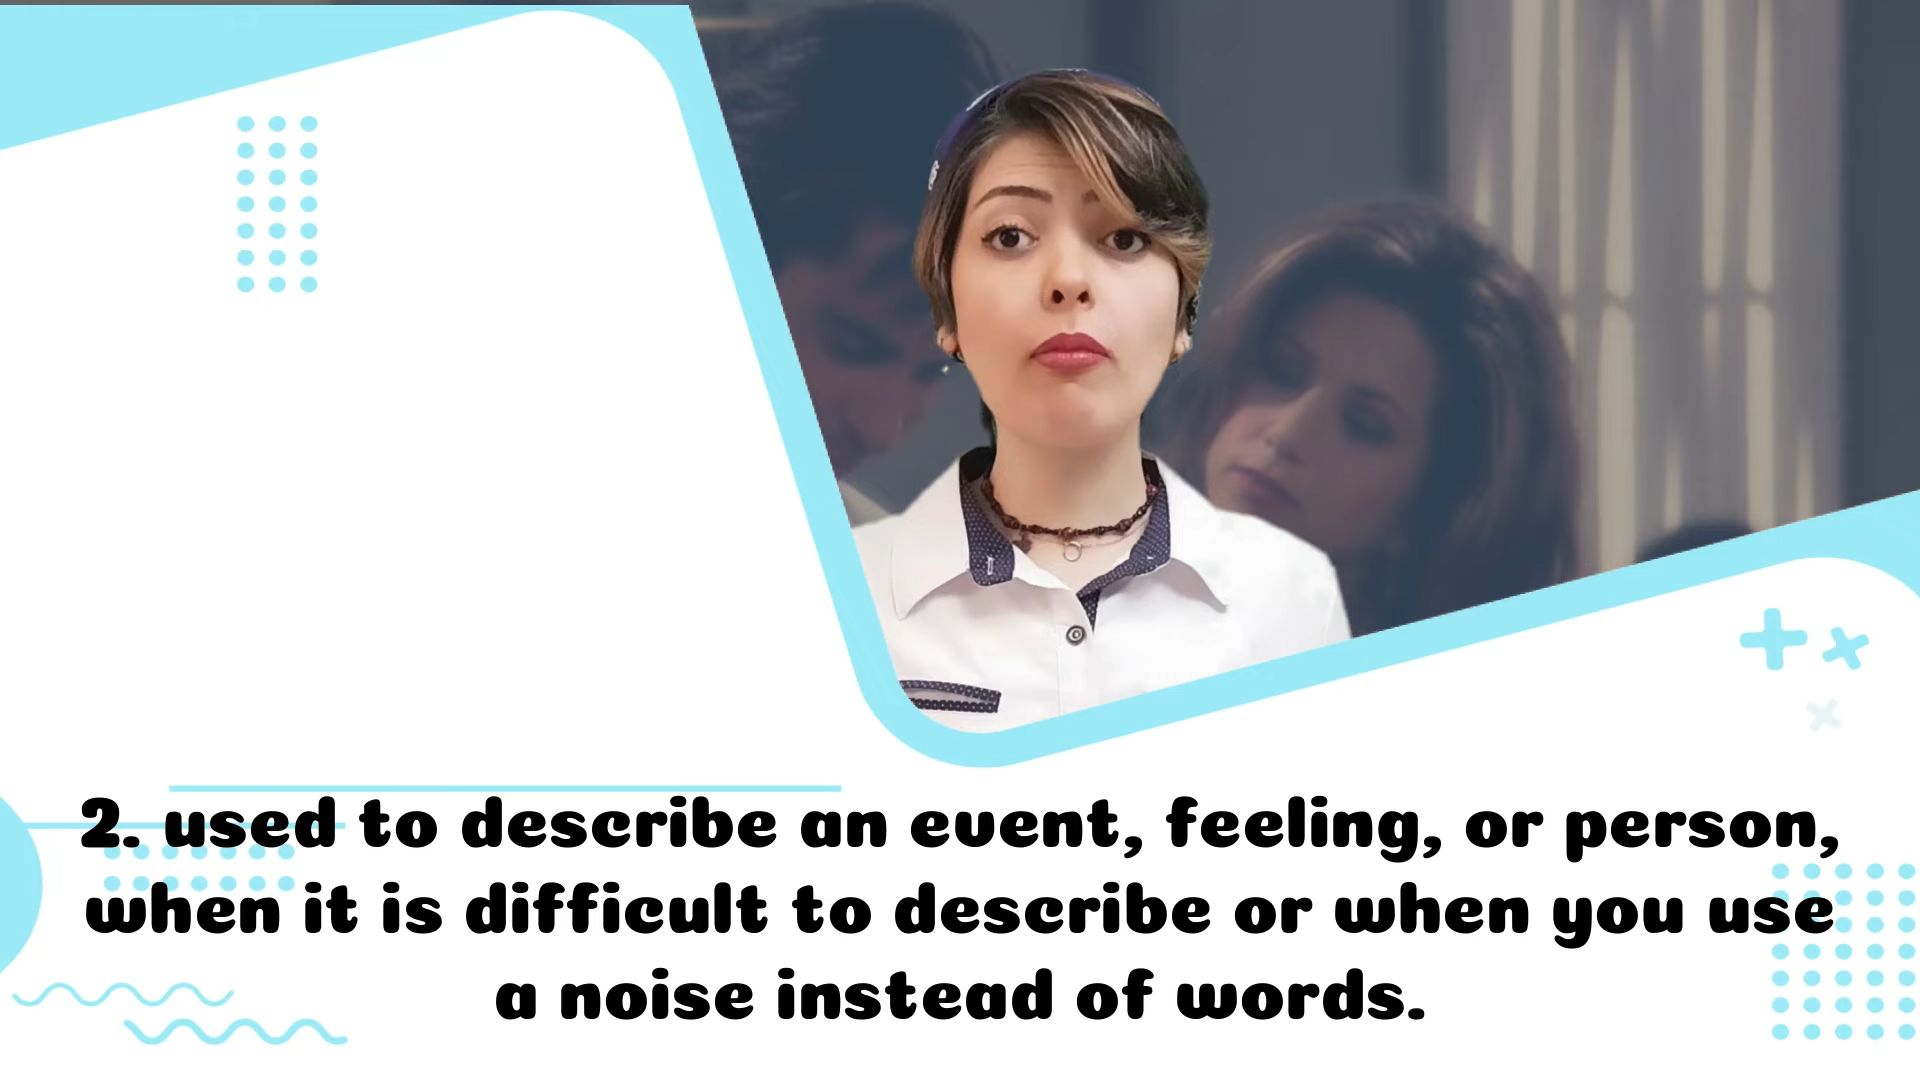 2. used to describe an event, feeling, or person,
when it is difficult to describe or when you use
a noise instead of words.